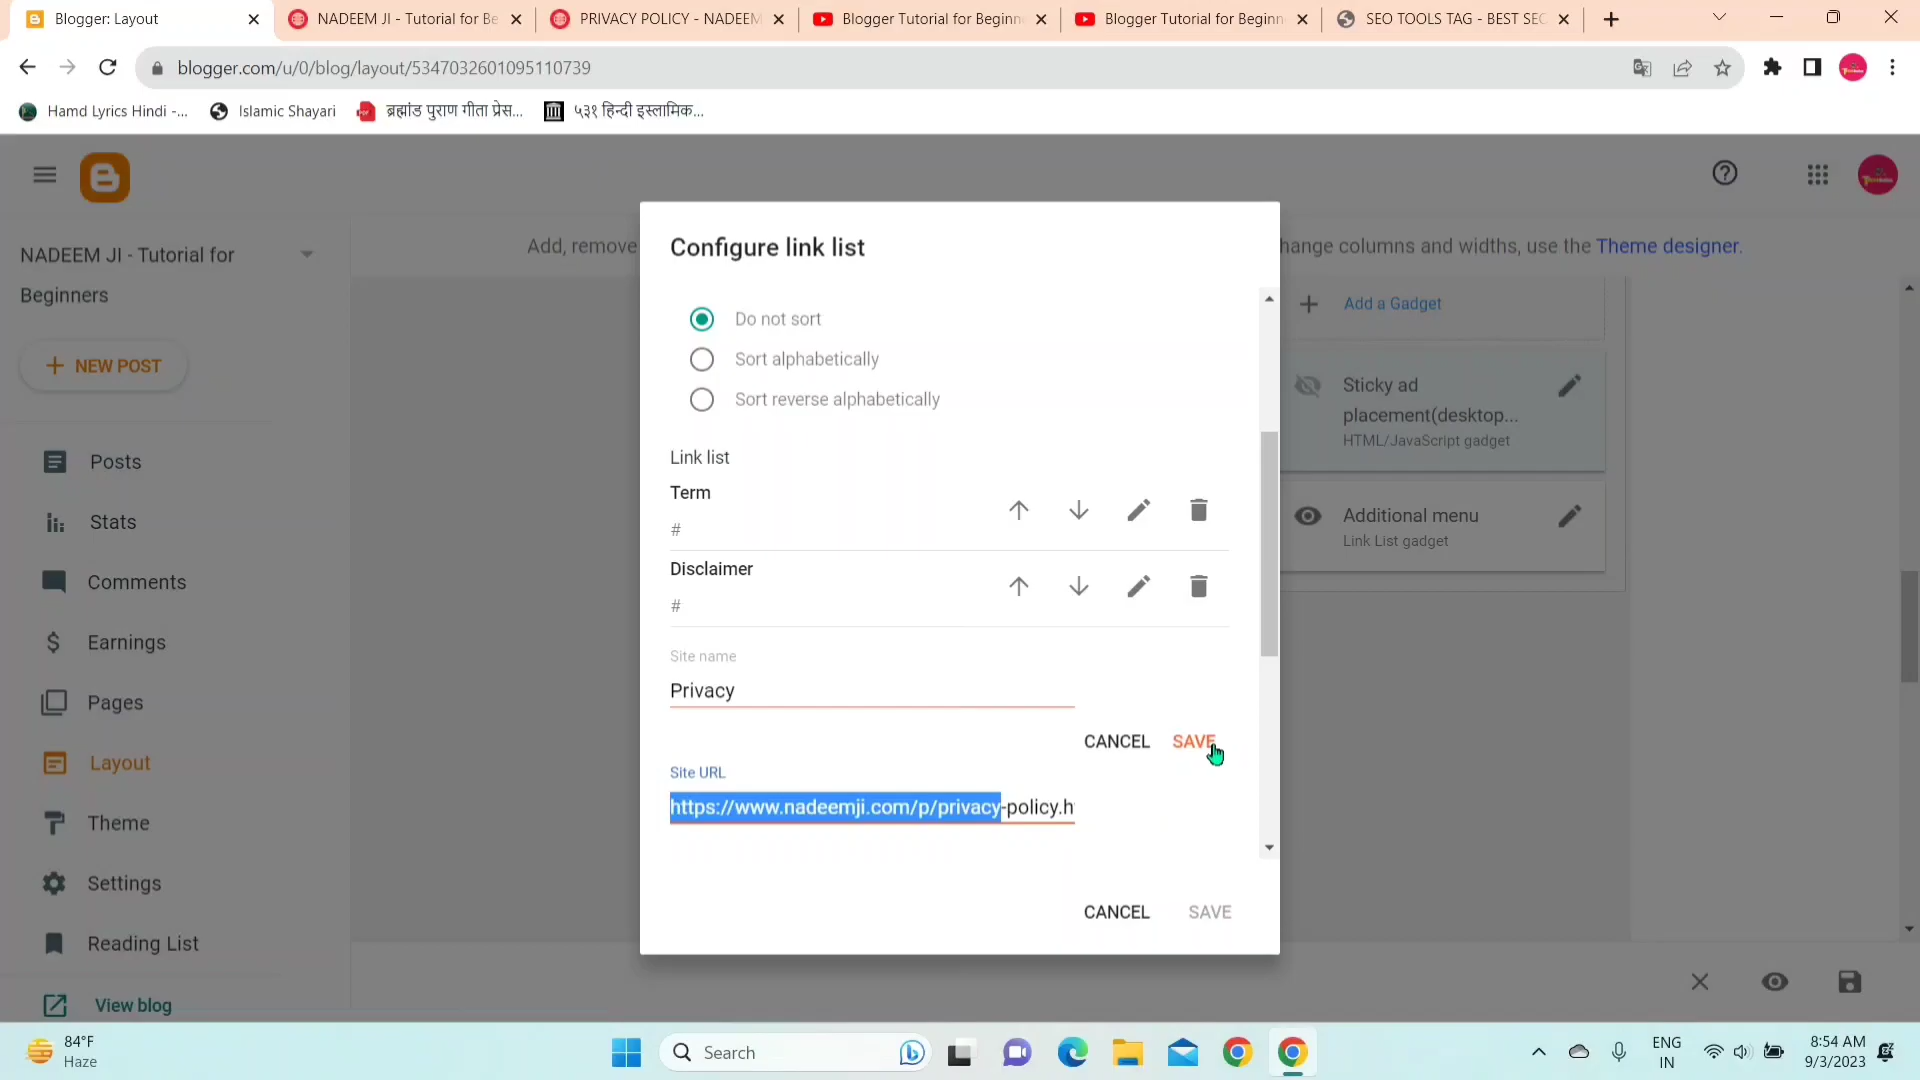 Blogger: Layout
NADEEM JI - Tutorial for Be
PRIVACY POLICY - NADEEM
Blogger Tutorial for Beginn
Blogger Tutorial for Beginn
SEO TOOLS TAG - BEST SEC
blogger.com/u/0/blog/layout/5347032601095110739
Hamd Lyrics Hindi -...
Islamic Shayari
ब्रह्मांड पुराण गीता प्रेस...
५३१ हिन्दी इस्लामिक...
NADEEM JI - Tutorial for
Beginners
NEW POST
Posts
Stats
Comments
Earnings
Pages
Layout
Theme
Settings
Reading List
View blog
Add, remove
hange columns and widths, use the Theme designer.
Configure link list
Do not sort
Sort alphabetically
Sort reverse alphabetically
Link list
Term
#
Disclaimer
#
Site name
Privacy
CANCEL SAVE
Site URL
https://www.nadeemji.com/p/privacy-policy.h
CANCEL SAVE
Add a Gadget
Sticky ad
placement(desktop...
HTML/JavaScript gadget
Additional menu
Link List gadget
84°F
Haze
Search
ENG
IN
8:54 AM
9/3/2023